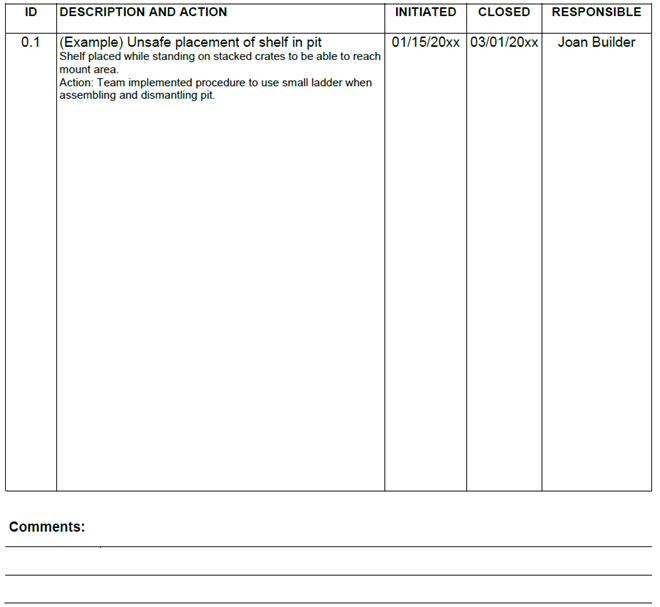 ID DESCRIPTION AND ACTION INITIATED CLOSED RESPONSIBLE
0.1 (Example) Unsafe placement of shelf in pit 01/15/20xx 03/01/20xx Joan Builder
Shelf placed while standing on stacked crates to be able to reach
mount area.
Action: Team implemented procedure to use small ladder when
assembling and dismantling pit.
Comments: